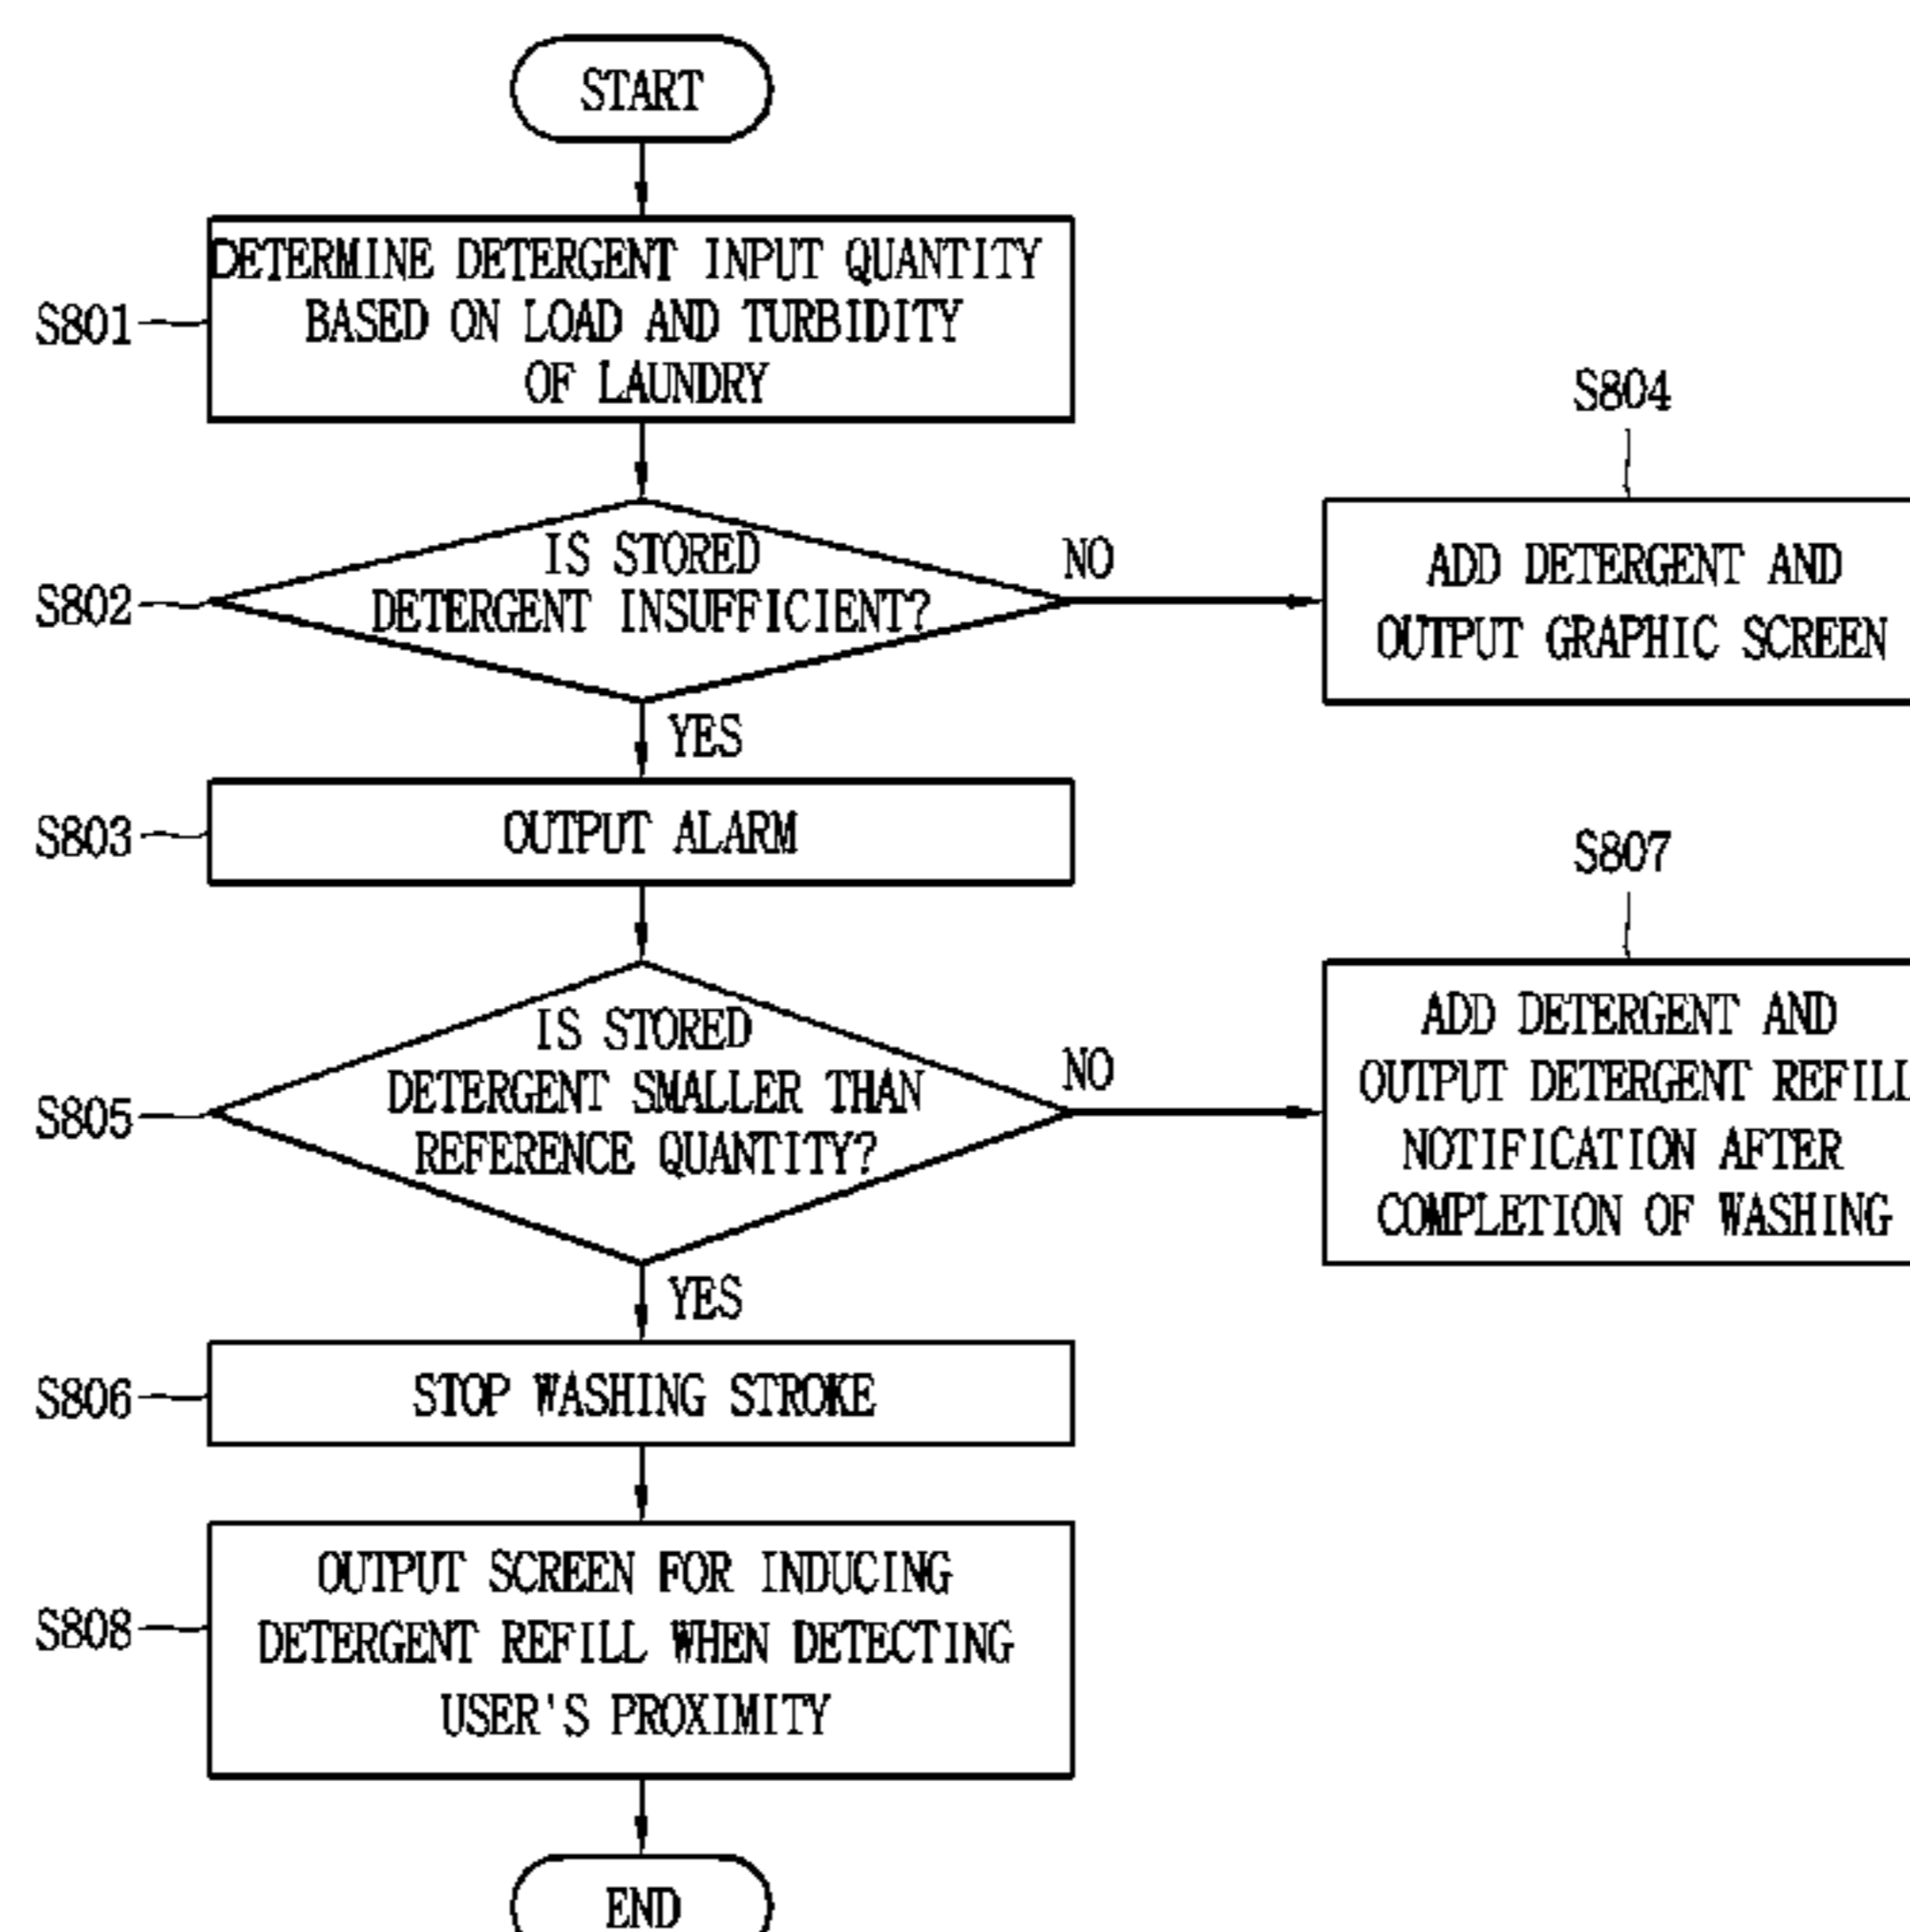 START
S801
DETERMINE DETERGENT INPUT QUANTITY
BASED ON LOAD AND TURBIDITY
OF LAUNDRY
S802
IS STORED
DETERGENT INSUFFICIENT?
NO
S804
ADD DETERGENT AND
OUTPUT GRAPHIC SCREEN
YES
S803
OUTPUT ALARM
S805
IS STORED
DETERGENT SMALLER THAN
REFERENCE QUANTITY?
NO
S807
ADD DETERGENT AND
OUTPUT DETERGENT REFILL
NOTIFICATION AFTER
COMPLETION OF WASHING
YES
S806
STOP WASHING STROKE
S808
OUTPUT SCREEN FOR INDUCING
DETERGENT REFILL WHEN DETECTING
USER'S PROXIMITY
END